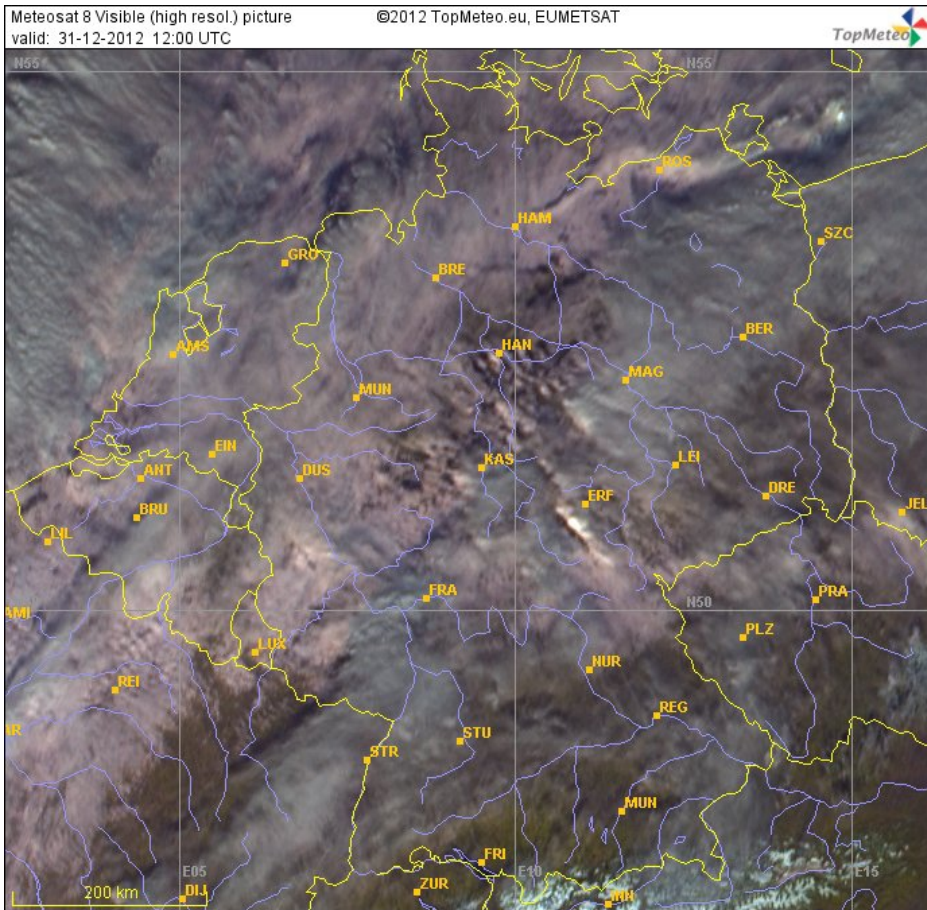 Meteosat 8 Visible (high resol.) picture ©2012 TopMeteo.eu, EUMETSAT
valid: 31-12-2012 12:00 UTC
TopMeteo
N55 N55
ROS
HAM
SZC
GRO
BRE
BER
AMS
HAN
MAG
MUN
EIN
ANT DUS KAS LEI
DRE
BRU ERF JEL
LIL
FRA PRA
AMI N50
PLZ
LUX
NUR
REI
REG
AR
STU
STR
MUN
FRI
E05 E10 E15
200 km DIJ ZUR
INN